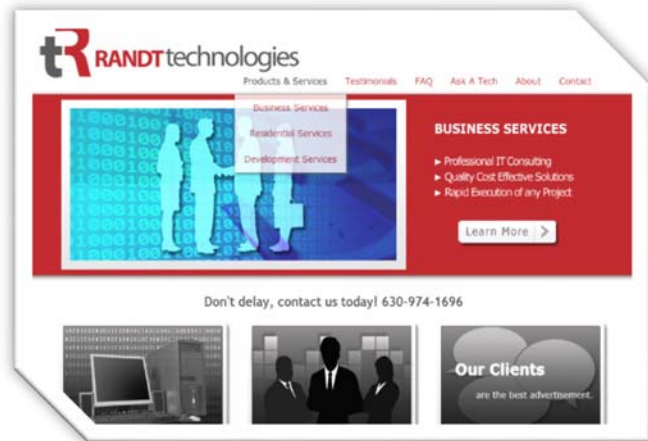 tR RANDT technologies
Products & Services Testimonials FAQ Ask A Tech About Contact
Business Services
Residential Services
Development Services
BUSINESS SERVICES
► Professional IT Consulting
► Quality Cost Effective Solutions
► Rapid Execution of any Project
Learn More >
Don't delay, contact us today! 630-974-1696
Our Clients
are the best advertisement.